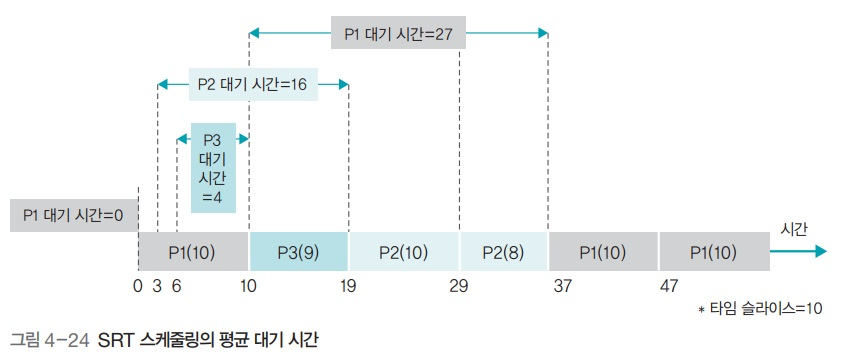 P1 대기 시간=27
P2 대기 시간=16
P3
대기
시간
=4
P1 대기 시간=0
시간
P1(10) P3(9) P2(10) P2(8) P1(10) P1(10)
0 3 6 10 19 29 37 47
* 타임 슬라이스=10
그림 4-24 SRT 스케줄링의 평균 대기 시간